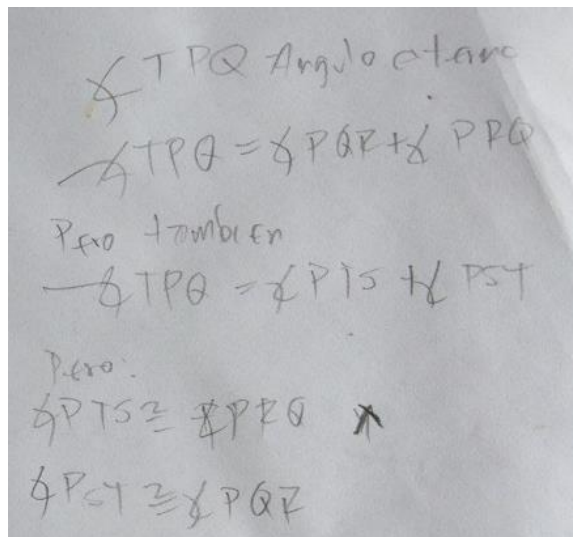 ∡TPQ Angulo externo
∡TPQ = ∡PQR + ∡PRQ
Pero tambien
∡TPQ = ∡PTS + ∡PST
Pero:
∡PTS ≅ ∡PRQ
∡PST ≅ ∡PQR